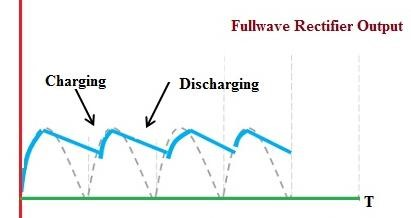 Fullwave Rectifier Output
Charging
Discharging
T